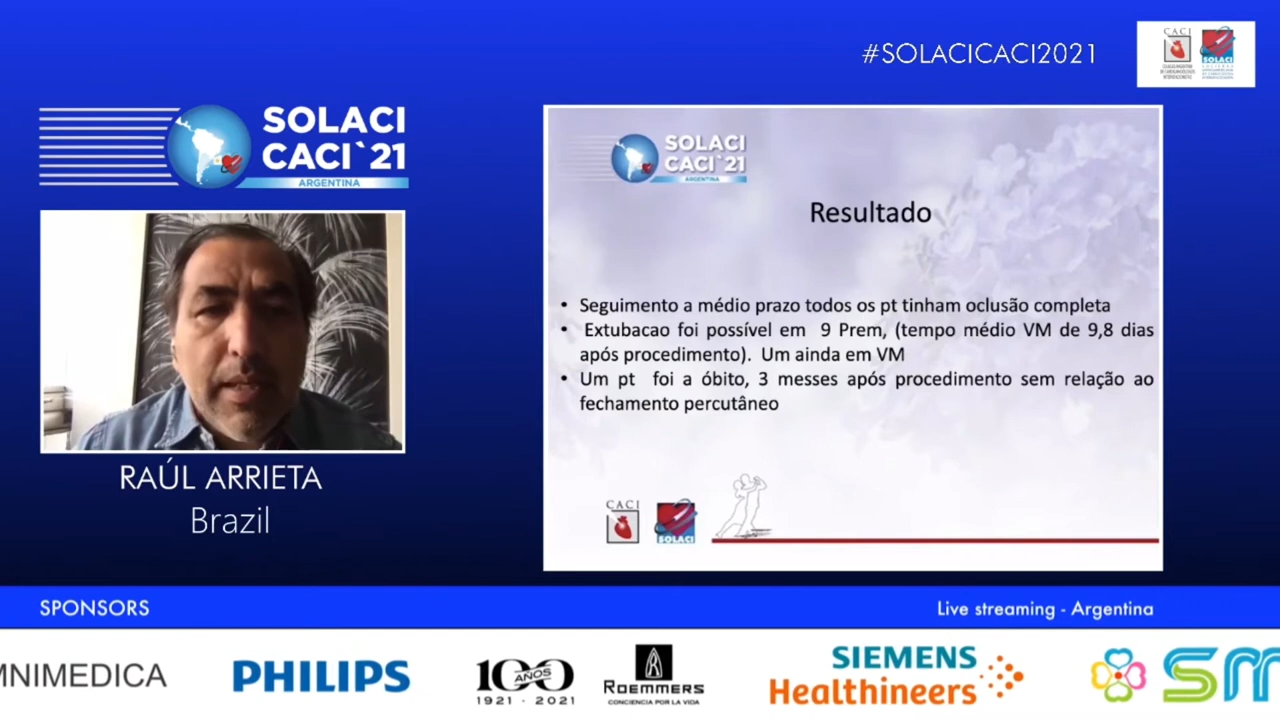 #SOLACICACI2021
CACI
SOLACI
SOLACI
CACI`21
ARGENTINA
RAÚL ARRIETA
Brazil
SOLACI
CACI`21
ARGENTINA
Resultado
• Seguimento a médio prazo todos os pt tinham oclusão completa
• Extubacao foi possível em 9 Prem, (tempo médio VM de 9,8 dias
após procedimento). Um ainda em VM
• Um pt foi a óbito, 3 messes após procedimento sem relação ao
fechamento percutâneo
CACI
SOLACI
SPONSORS
Live streaming - Argentina
MNIMEDICA
PHILIPS
100
AÑOS
1921 - 2021
ROEMMERS
CONCIENCIA POR LA VIDA
SIEMENS
Healthineers